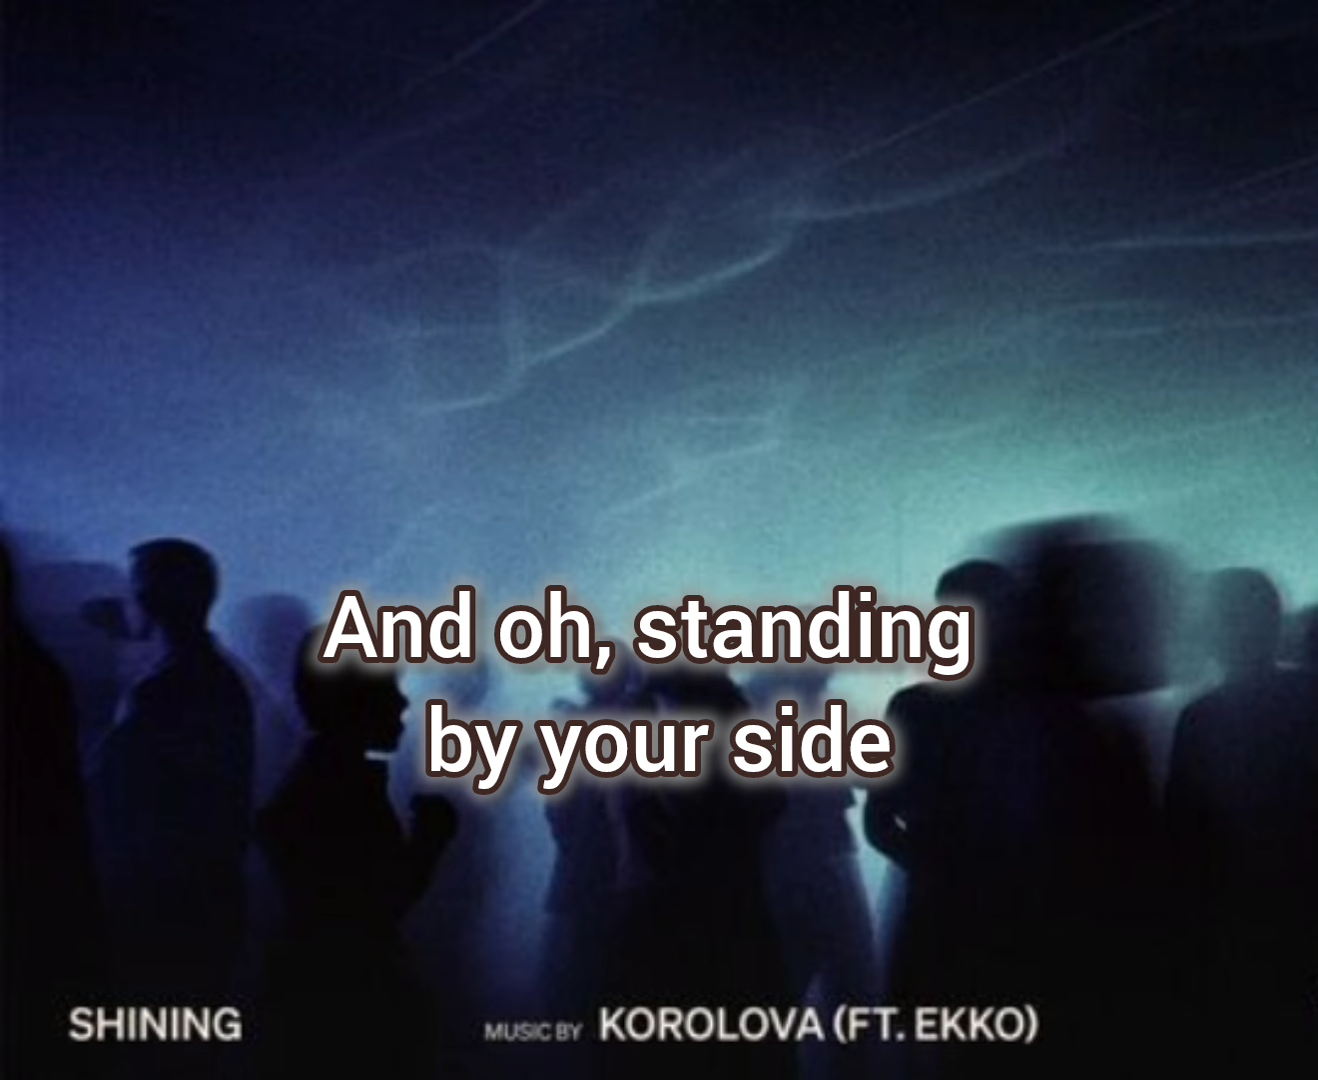 And oh, standing
by your side
SHINING
MUSIC BY KOROLOVA (FT. EKKO)